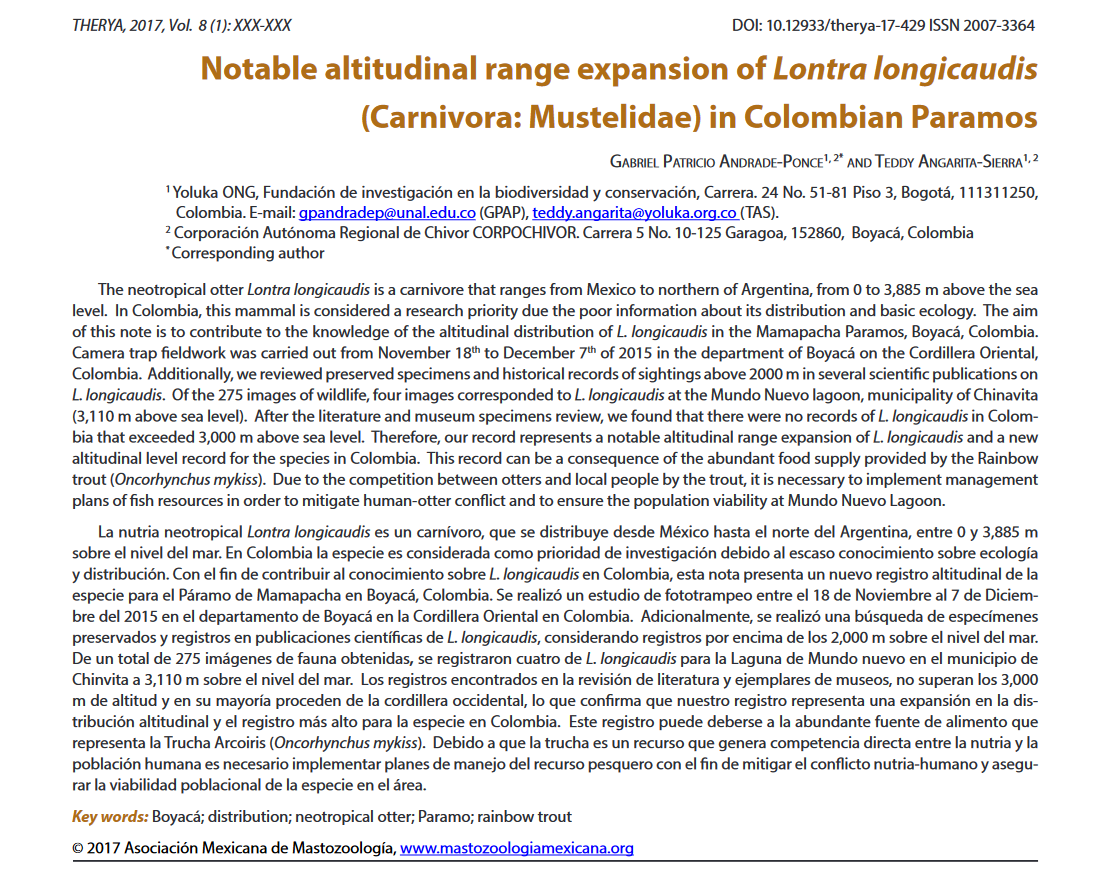 THERYA, 2017, Vol. 8 (1): XXX-XXX DOI: 10.12933/therya-17-429 ISSN 2007-3364
Notable altitudinal range expansion of Lontra longicaudis
(Carnivora: Mustelidae) in Colombian Paramos
Gabriel Patricio Andrade-Ponce1, 2* and Teddy Angarita-Sierra1, 2
1 Yoluka ONG, Fundación de investigación en la biodiversidad y conservación, Carrera. 24 No. 51-81 Piso 3, Bogotá, 111311250,
Colombia. E-mail: gpandradep@unal.edu.co (GPAP), teddy.angarita@yoluka.org.co (TAS).
2 Corporación Autónoma Regional de Chivor CORPOCHIVOR. Carrera 5 No. 10-125 Garagoa, 152860, Boyacá, Colombia
* Corresponding author
The neotropical otter Lontra longicaudis is a carnivore that ranges from Mexico to northern of Argentina, from 0 to 3,885 m above the sea
level. In Colombia, this mammal is considered a research priority due the poor information about its distribution and basic ecology. The aim
of this note is to contribute to the knowledge of the altitudinal distribution of L. longicaudis in the Mamapacha Paramos, Boyacá, Colombia.
Camera trap fieldwork was carried out from November 18th to December 7th of 2015 in the department of Boyacá on the Cordillera Oriental,
Colombia. Additionally, we reviewed preserved specimens and historical records of sightings above 2000 m in several scientific publications on
L. longicaudis. Of the 275 images of wildlife, four images corresponded to L. longicaudis at the Mundo Nuevo lagoon, municipality of Chinavita
(3,110 m above sea level). After the literature and museum specimens review, we found that there were no records of L. longicaudis in Colom-
bia that exceeded 3,000 m above sea level. Therefore, our record represents a notable altitudinal range expansion of L. longicaudis and a new
altitudinal level record for the species in Colombia. This record can be a consequence of the abundant food supply provided by the Rainbow
trout (Oncorhynchus mykiss). Due to the competition between otters and local people by the trout, it is necessary to implement management
plans of fish resources in order to mitigate human-otter conflict and to ensure the population viability at Mundo Nuevo Lagoon.
La nutria neotropical Lontra longicaudis es un carnívoro, que se distribuye desde México hasta el norte del Argentina, entre 0 y 3,885 m
sobre el nivel del mar. En Colombia la especie es considerada como prioridad de investigación debido al escaso conocimiento sobre ecología
y distribución. Con el fin de contribuir al conocimiento sobre L. longicaudis en Colombia, esta nota presenta un nuevo registro altitudinal de la
especie para el Páramo de Mamapacha en Boyacá, Colombia. Se realizó un estudio de fototrampeo entre el 18 de Noviembre al 7 de Diciem-
bre del 2015 en el departamento de Boyacá en la Cordillera Oriental en Colombia. Adicionalmente, se realizó una búsqueda de especímenes
preservados y registros en publicaciones científicas de L. longicaudis, considerando registros por encima de los 2,000 m sobre el nivel del mar.
De un total de 275 imágenes de fauna obtenidas, se registraron cuatro de L. longicaudis para la Laguna de Mundo nuevo en el municipio de
Chinvita a 3,110 m sobre el nivel del mar. Los registros encontrados en la revisión de literatura y ejemplares de museos, no superan los 3,000
m de altitud y en su mayoría proceden de la cordillera occidental, lo que confirma que nuestro registro representa una expansión en la dis-
tribución altitudinal y el registro más alto para la especie en Colombia. Este registro puede deberse a la abundante fuente de alimento que
representa la Trucha Arcoiris (Oncorhynchus mykiss). Debido a que la trucha es un recurso que genera competencia directa entre la nutria y la
población humana es necesario implementar planes de manejo del recurso pesquero con el fin de mitigar el conflicto nutria-humano y asegu-
rar la viabilidad poblacional de la especie en el área.
Key words: Boyacá; distribution; neotropical otter; Paramo; rainbow trout
© 2017 Asociación Mexicana de Mastozoología, www.mastozoologiamexicana.org